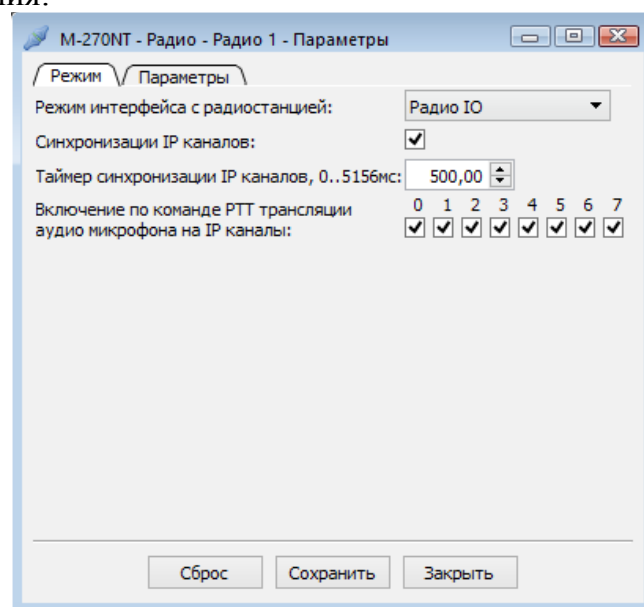 М-270NT - Радио - Радио 1 - Параметры
Режим Параметры
Режим интерфейса с радиостанцией: Радио IO
Синхронизации IP каналов:
Таймер синхронизации IP каналов, 0..5156мс: 500,00
Включение по команде РТТ трансляции 0 1 2 3 4 5 6 7
аудио микрофона на IP каналы:
Сброс Сохранить Закрыть